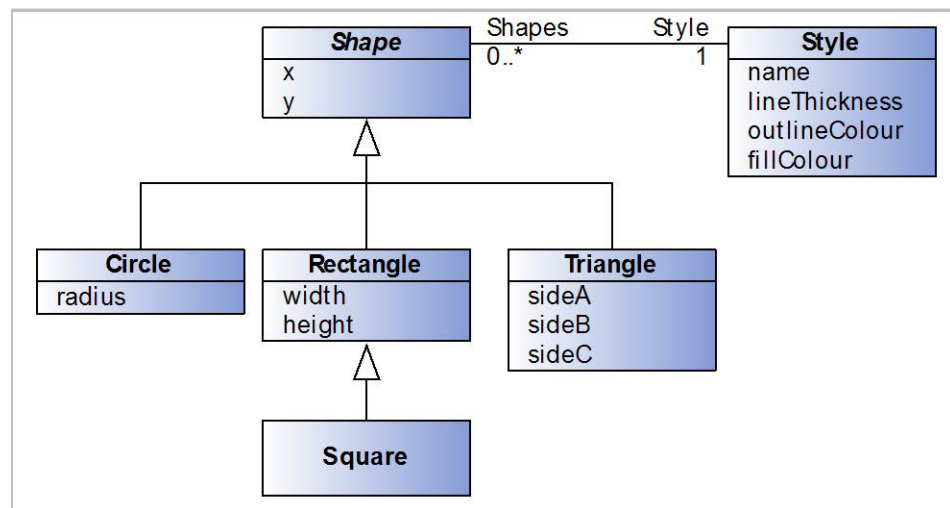 Shape
x
y
Shapes
0..*
Style
1
Style
name
lineThickness
outlineColour
fillColour
Circle
radius
Rectangle
width
height
Triangle
sideA
sideB
sideC
Square